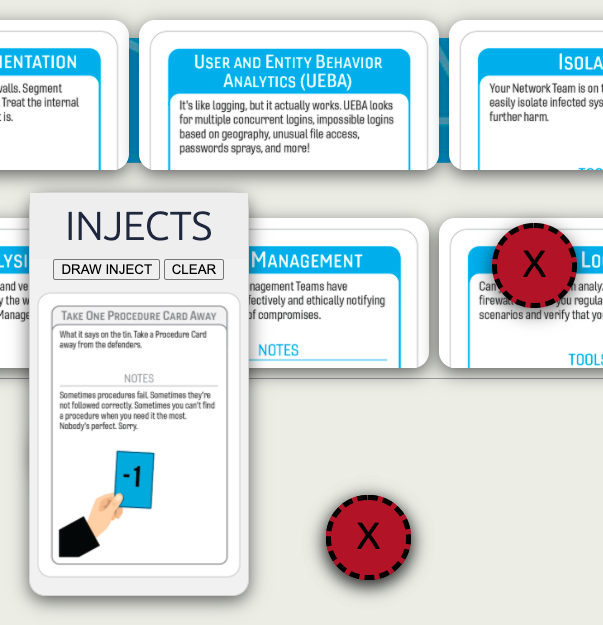 ENTATION
walls. Segment
Treat the internal
is.
USER AND ENTITY BEHAVIOR
ANALYTICS (UEBA)
It's like logging, but it actually works. UEBA looks
for multiple concurrent logins, impossible logins
based on geography, unusual file access,
passwords sprays, and more!
ISOLA
Your Network Team is on t
easily isolate infected sys
further harm.
INJECTS
DRAW INJECT
CLEAR
TAKE ONE PROCEDURE CARD AWAY
What it says on the tin. Take a Procedure Card
away from the defenders.
NOTES
Sometimes procedures fail. Sometimes they're
not followed correctly. Sometimes you can't find
a procedure when you need it the most.
Nobody's perfect. Sorry.
-1
LYSI
and ve
by the w
Manage
MANAGEMENT
nagement Teams have
fectively and ethically notifying
of compromises.
NOTES
X
LO
Can analy
firewa you regula
scenarios and verify that yo
TOOLS
X